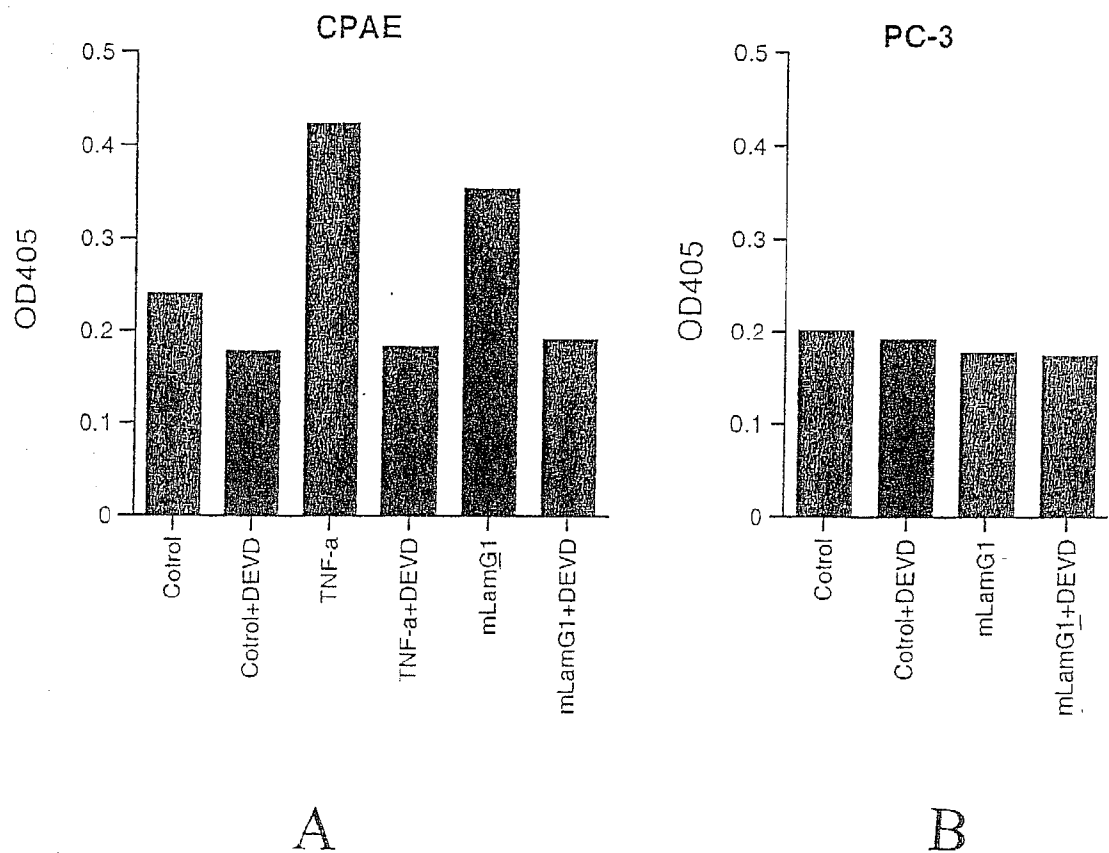 CPAE
0.5
0.4
0.3
0.2
0.1
0
OD405
Cotrol
Cotrol+DEVD
TNF-a
TNF-a+DEVD
mLamG1
mLamG1+DEVD
A
PC-3
0.5
0.4
0.3
0.2
0.1
0
OD405
Cotrol
Cotrol+DEVD
mLamG1
mLamG1+DEVD
B